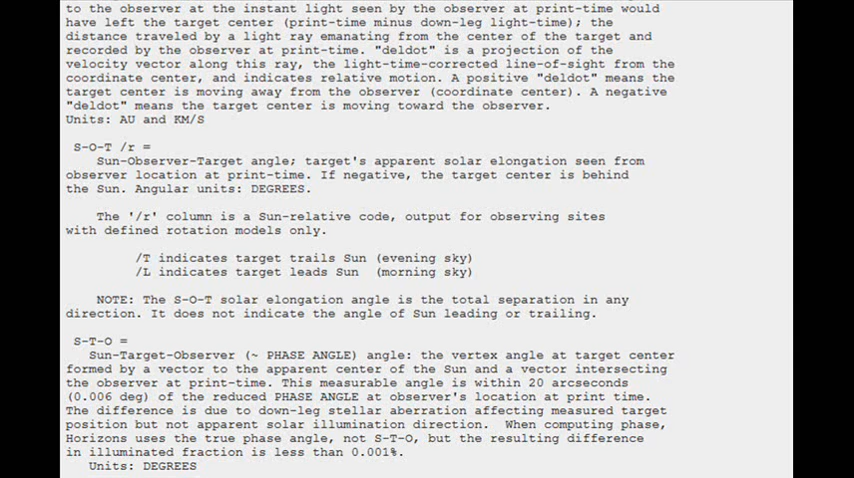 to the observer at the instant light seen by the observer at print-time would
have left the target center (print-time minus down-leg light-time); the
distance traveled by a light ray emanating from the center of the target and
recorded by the observer at print-time. "deldot" is a projection of the
velocity vector along this ray, the light-time-corrected line-of-sight from the
coordinate center, and indicates relative motion. A positive "deldot" means the
target center is moving away from the observer (coordinate center). A negative
"deldot" means the target center is moving toward the observer.
Units: AU and KM/S
S-O-T /r =
Sun-Observer-Target angle; target's apparent solar elongation seen from
observer location at print-time. If negative, the target center is behind
the Sun. Angular units: DEGREES.
The '/r' column is a Sun-relative code, output for observing sites
with defined rotation models only.
/T indicates target trails Sun (evening sky)
/L indicates target leads Sun (morning sky)
NOTE: The S-O-T solar elongation angle is the total separation in any
direction. It does not indicate the angle of Sun leading or trailing.
S-T-O =
Sun-Target-Observer (~ PHASE ANGLE) angle: the vertex angle at target center
formed by a vector to the apparent center of the Sun and a vector intersecting
the observer at print-time. This measurable angle is within 20 arcseconds
(0.006 deg) of the reduced PHASE ANGLE at observer's location at print time.
The difference is due to down-leg stellar aberration affecting measured target
position but not apparent solar illumination direction. When computing phase,
Horizons uses the true phase angle, not S-T-O, but the resulting difference
in illuminated fraction is less than 0.001%.
Units: DEGREES